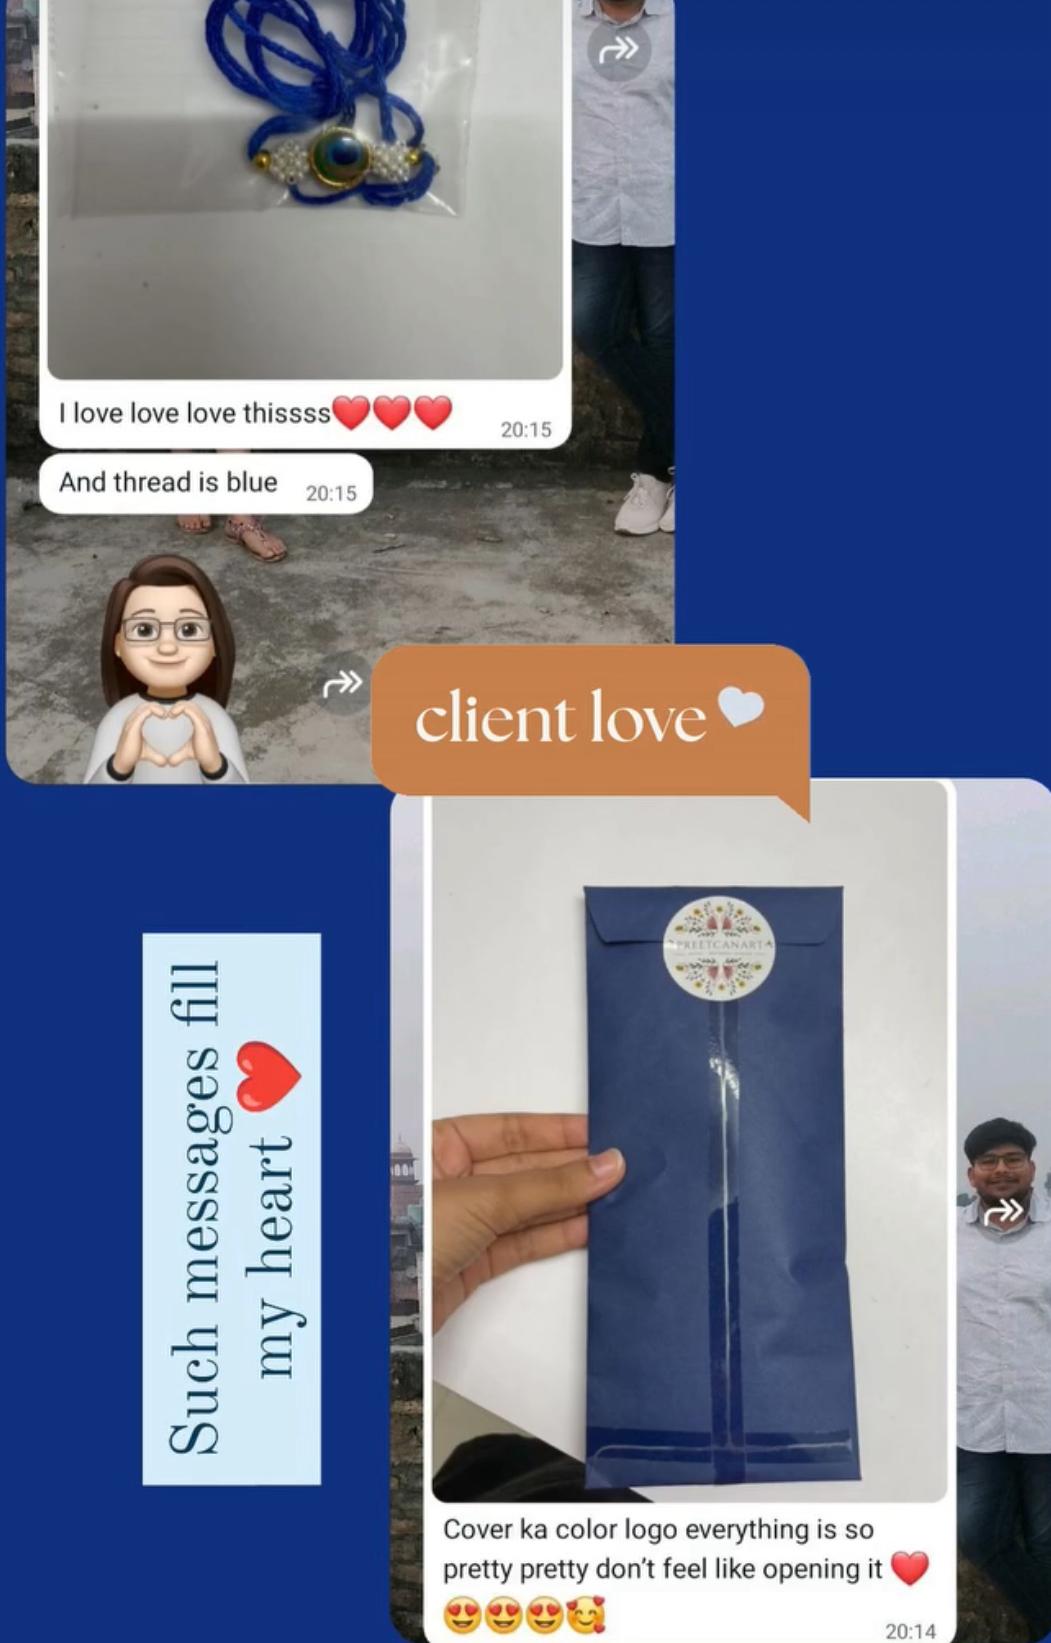 I love love love thissss❤️❤️❤️
20:15
And thread is blue
20:15
client love🤍
PREETCANART
Such messages fill
my heart ❤️
Cover ka color logo everything is so
pretty pretty don't feel like opening it ❤️
😍😍😍🥰
20:14